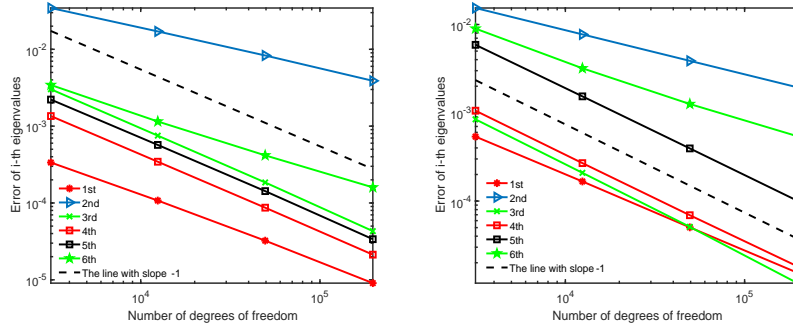 10^-2
10^-3
10^-4
10^-5
Error of i-th eigenvalues
1st
2nd
3rd
4th
5th
6th
The line with slope -1
10^4
10^5
Number of degrees of freedom
10^-2
10^-3
10^-4
Error of i-th eigenvalues
1st
2nd
3rd
4th
5th
6th
The line with slope -1
10^4
10^5
Number of degrees of freedom